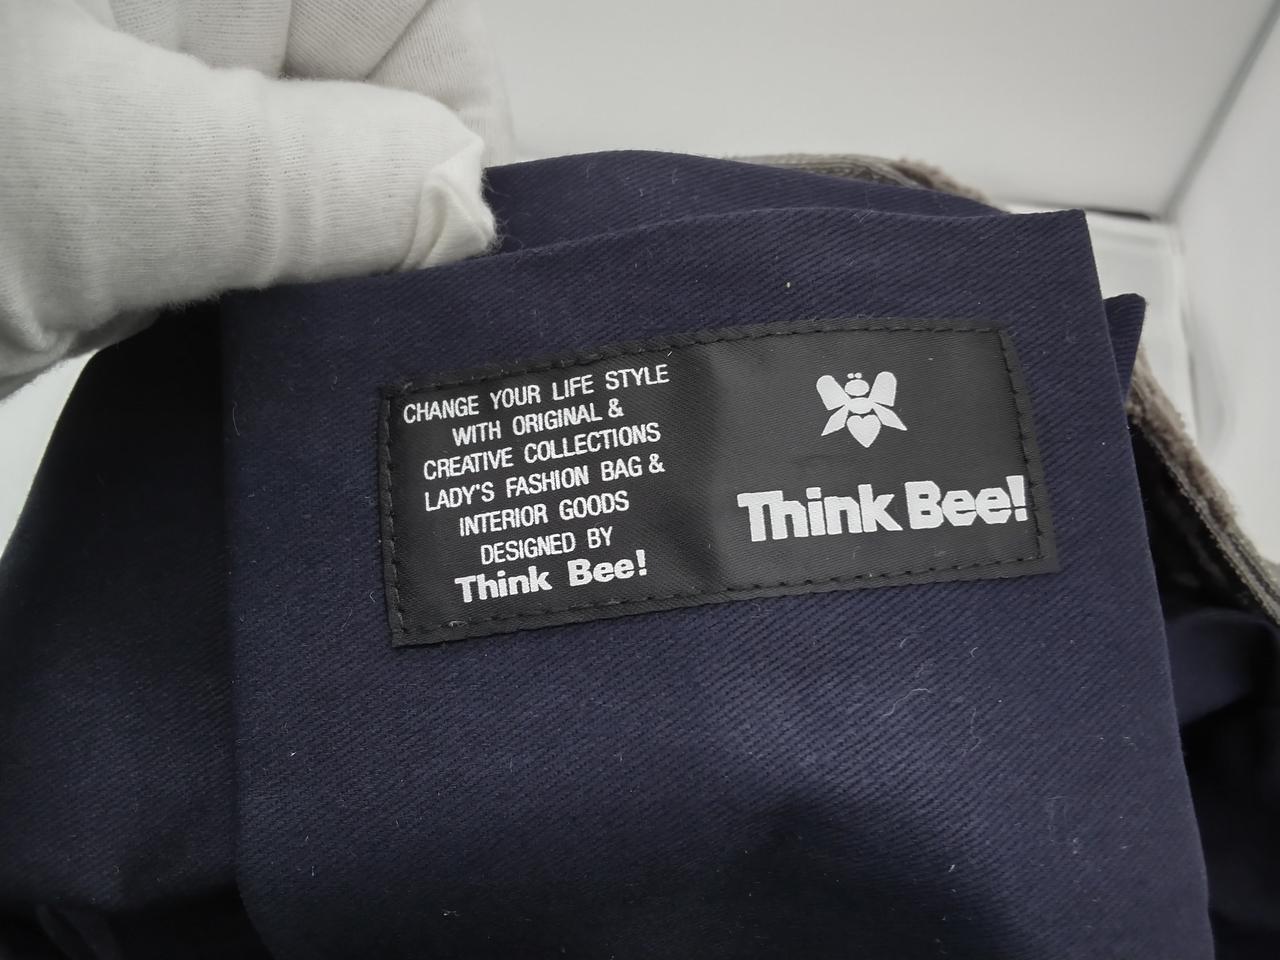 CHANGE YOUR LIFE STYLE
WITH ORIGINAL &
CREATIVE COLLECTIONS
LADY'S FASHION BAG &
INTERIOR GOODS
DESIGNED BY
Think Bee!
Think Bee!